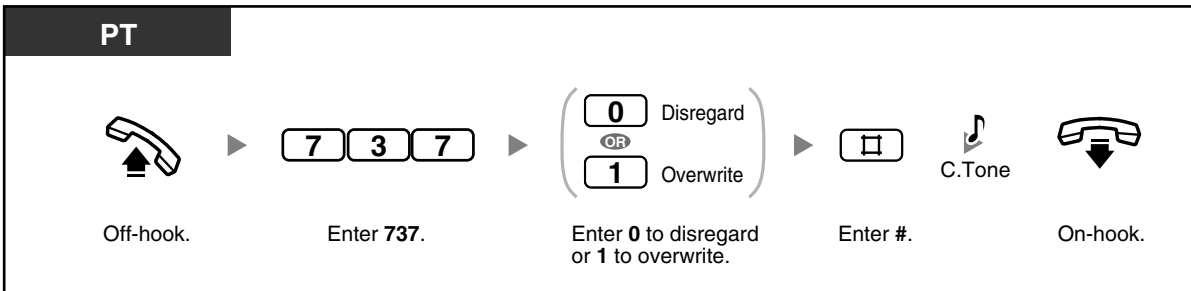 PT
7 3 7
0 Disregard
OR
1 Overwrite
#
C.Tone
Off-hook.
Enter 737.
Enter 0 to disregard
or 1 to overwrite.
Enter #.
On-hook.